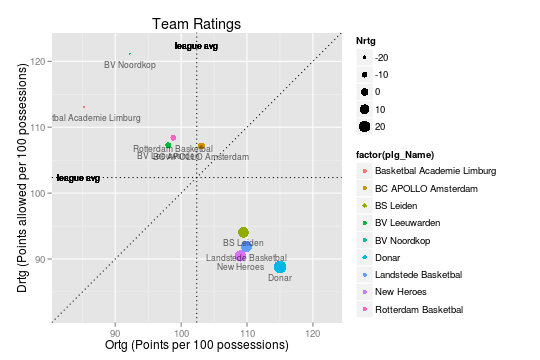 Team Ratings
Drtg (Points allowed per 100 possessions)
120
110
100
90
league avg
BV Noordkop
tbal Academie Limburg
Rotterdam Basketbal
BV Leeuwarden
BC APOLLO Amsterdam
league avg
BS Leiden
Landstede Basketbal
New Heroes
Donar
90
100
110
120
Ortg (Points per 100 possessions)
Nrtg
-20
-10
0
10
20
factor(plg_Name)
Basketbal Academie Limburg
BC APOLLO Amsterdam
BS Leiden
BV Leeuwarden
BV Noordkop
Donar
Landstede Basketbal
New Heroes
Rotterdam Basketbal